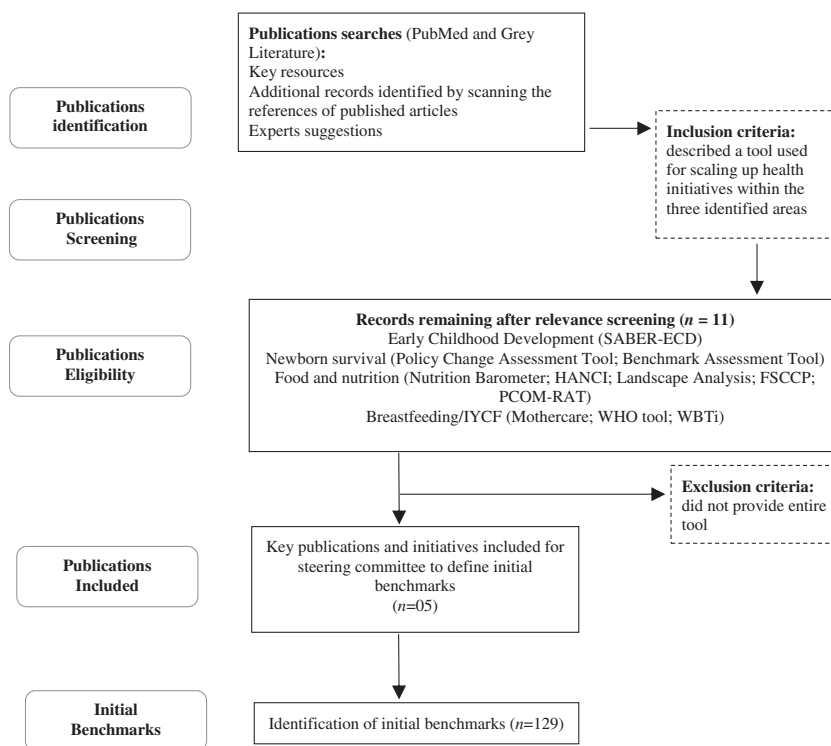 Publications searches (PubMed and Grey
Literature):
Key resources
Additional records identified by scanning the
references of published articles
Experts suggestions
Publications
identification
Inclusion criteria:
described a tool used
for scaling up health
initiatives within the
three identified areas
Publications
Screening
Records remaining after relevance screening (n = 11)
Early Childhood Development (SABER-ECD)
Newborn survival (Policy Change Assessment Tool; Benchmark Assessment Tool)
Food and nutrition (Nutrition Barometer; HANCI; Landscape Analysis; FSCCP;
PCOM-RAT)
Breastfeeding/IYCF (Mothercare; WHO tool; WBTi)
Publications
Eligibility
Exclusion criteria:
did not provide entire
tool
Key publications and initiatives included for
steering committee to define initial
benchmarks
(n=05)
Publications
Included
Initial
Benchmarks
Identification of initial benchmarks (n=129)